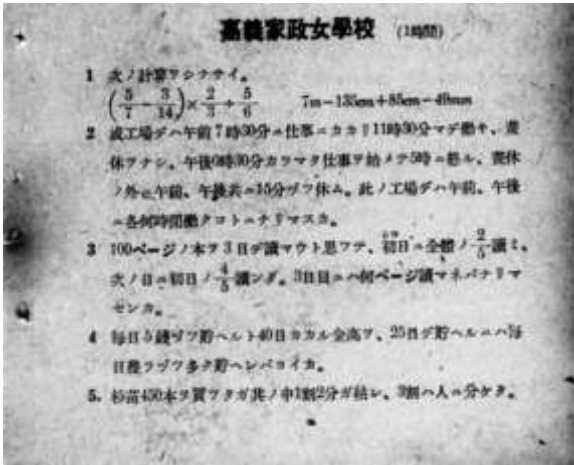 嘉義家政女學校 (1時間)
1 次ノ計算ヲシナサイ。
(5/7 − 3/14)×2/3÷5/6 7m−135cm+85cm−49mm
2 或工場デハ午前7時30分ニ仕事ニカカリ11時30分マデ働キ、晝
休ヲナシ、午後0時30分カラマタ仕事ヲ始メテ5時ニ終ル、晝休
ノ外ニ午前、午後共ニ15分ヅツ休ム。此ノ工場デハ午前、午後
ニ各何時間働クコトニナリマスカ。
3 100ページノ本ヲ3日デ讀マウト思フテ、初日ニ全體ノ2/5讀ミ、
次ノ日ニ初日ノ4/5讀ンダ。3日目ニハ何ページ讀マネバナリマ
センカ。
4 毎日5錢ヅツ貯ヘルト40日カカル金高ヲ、25日デ貯ヘルニハ毎
日幾ラヅツ多ク貯ヘレバヨイカ。
5. 杉苗450本ヲ買ツタガ其ノ中1割2分ガ枯レ、3割ハ人ニ分ケタ。